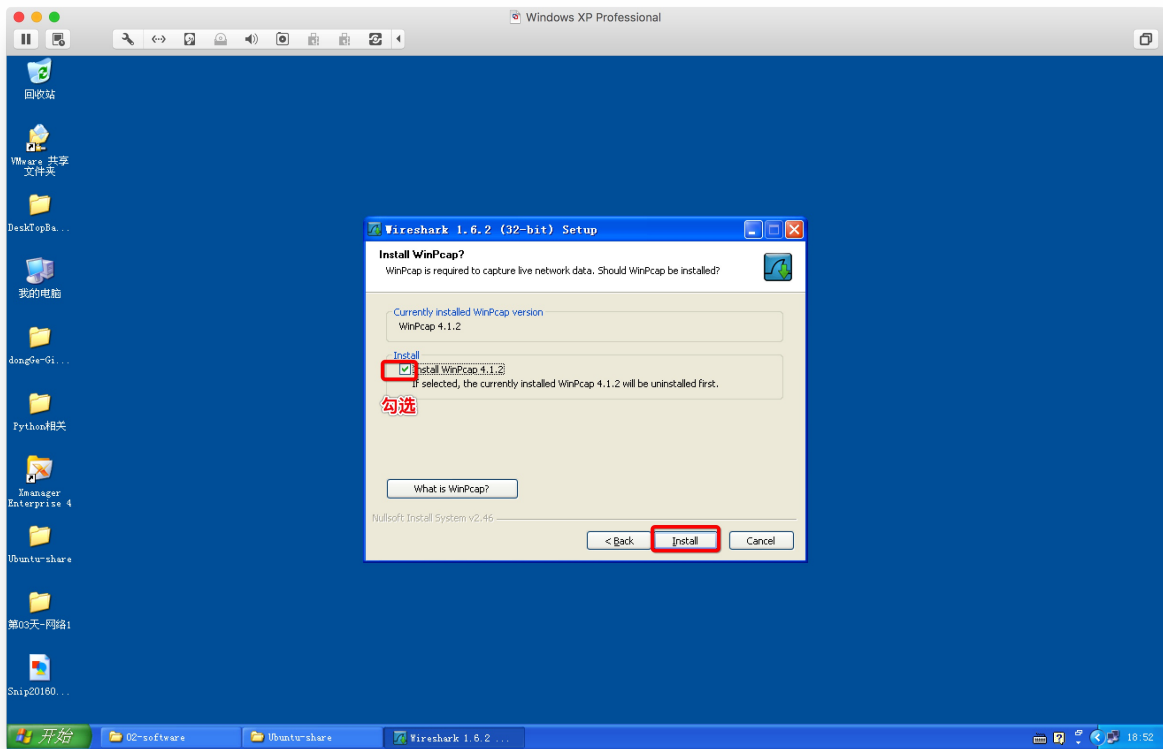 Windows XP Professional
回收站
VMware 共享
文件夹
DeskTopBa...
我的电脑
dongGe-Gi...
Python相关
Xmanager
Enterprise 4
Ubuntu-share
第03天-网络1
Snip20160...
Wireshark 1.6.2 (32-bit) Setup
Install WinPcap?
WinPcap is required to capture live network data. Should WinPcap be installed?
Currently installed WinPcap version
WinPcap 4.1.2
Install
Install WinPcap 4.1.2
If selected, the currently installed WinPcap 4.1.2 will be uninstalled first.
勾选
What is WinPcap?
Nullsoft Install System v2.46
< Back
Install
Cancel
开始
02-software
Ubuntu-share
Wireshark 1.6.2 ...
18:52